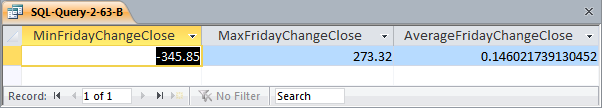 SQL-Query-2-63-B
MinFridayChangeClose MaxFridayChangeClose AverageFridayChangeClose
-345.85 273.32 0.146021739130452
Record: 1 of 1 No Filter Search